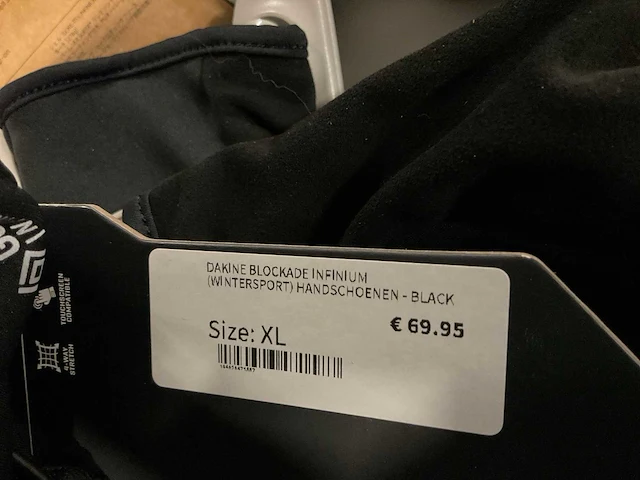 DAKINE BLOCKADE INFINIUM
(WINTERSPORT) HANDSCHOENEN - BLACK
€ 69.95
Size: XL
TOUCHSCREEN
COMPATIBLE
4-WAY
STRETCH